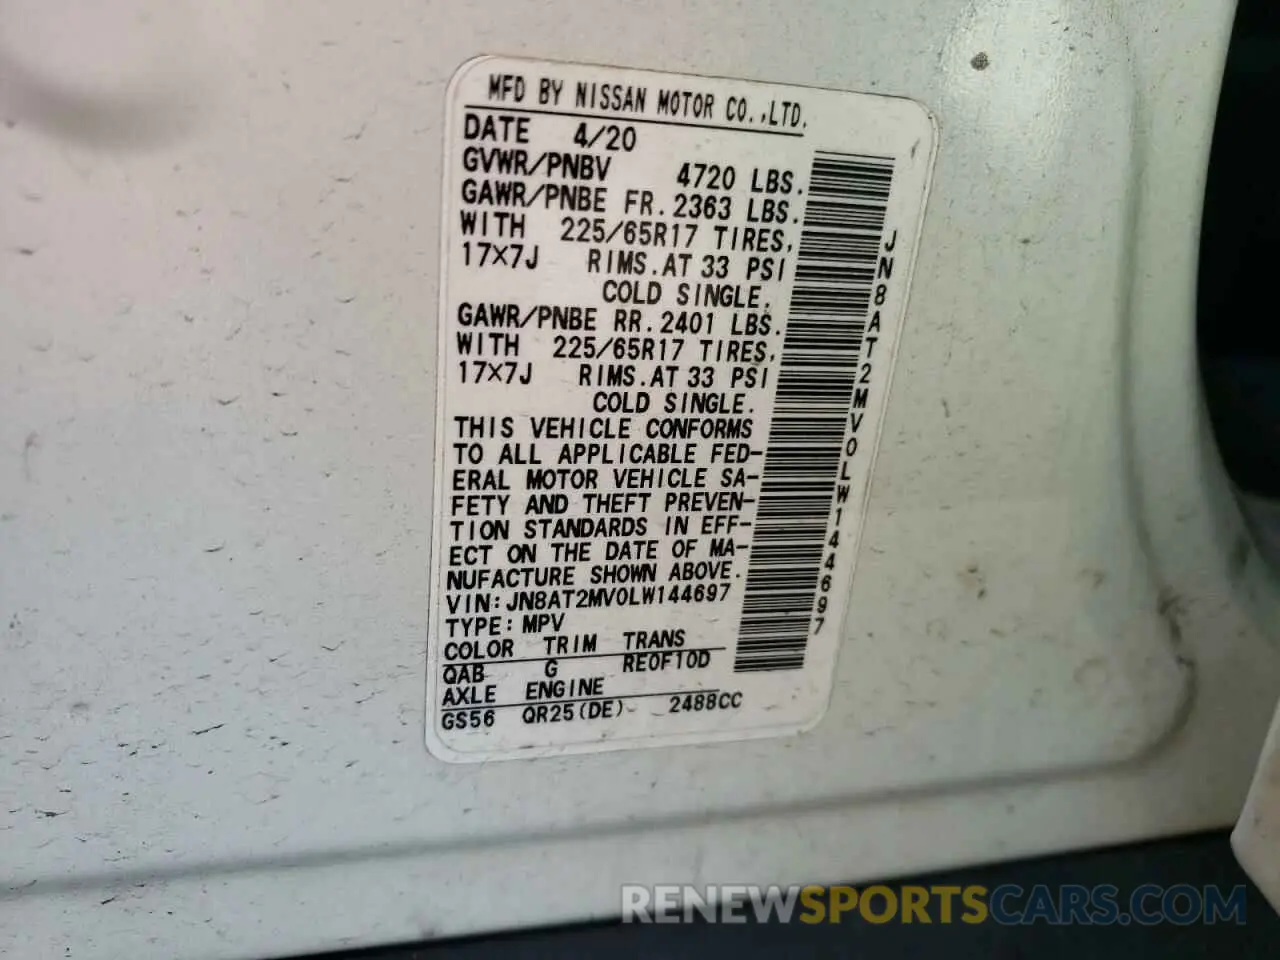 MFD BY NISSAN MOTOR CO.,LTD.
DATE 4/20
GVWR/PNBV 4720 LBS.
GAWR/PNBE FR. 2363 LBS.
WITH 225/65R17 TIRES,
17X7J RIMS.AT 33 PSI
COLD SINGLE.
GAWR/PNBE RR. 2401 LBS.
WITH 225/65R17 TIRES,
17X7J RIMS.AT 33 PSI
COLD SINGLE.
THIS VEHICLE CONFORMS
TO ALL APPLICABLE FED-
ERAL MOTOR VEHICLE SA-
FETY AND THEFT PREVEN-
TION STANDARDS IN EFF-
ECT ON THE DATE OF MA-
NUFACTURE SHOWN ABOVE.
VIN: JN8AT2MV0LW144697
TYPE: MPV
COLOR TRIM TRANS
QAB G RE0F10D
AXLE ENGINE
GS56 QR25(DE)- 2488CC
JN8AT2MV0LW144697
RENEWSPORTSCARS.COM